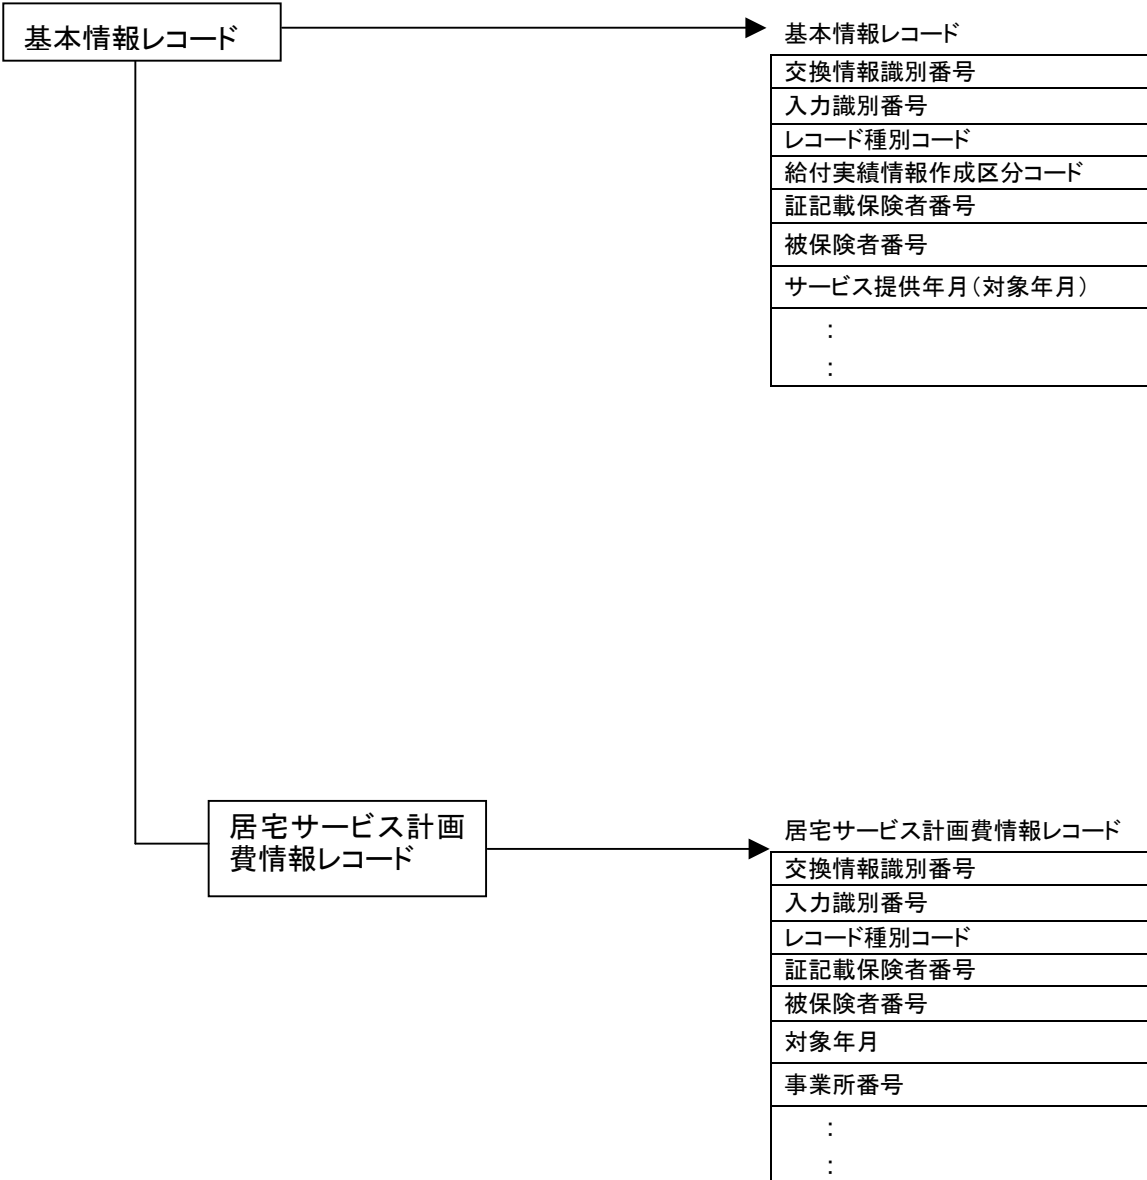 基本情報レコード
基本情報レコード
交換情報識別番号
入力識別番号
レコード種別コード
給付実績情報作成区分コード
証記載保険者番号
被保険者番号
サービス提供年月(対象年月)
:
:
居宅サービス計画
費情報レコード
居宅サービス計画費情報レコード
交換情報識別番号
入力識別番号
レコード種別コード
証記載保険者番号
被保険者番号
対象年月
事業所番号
:
: